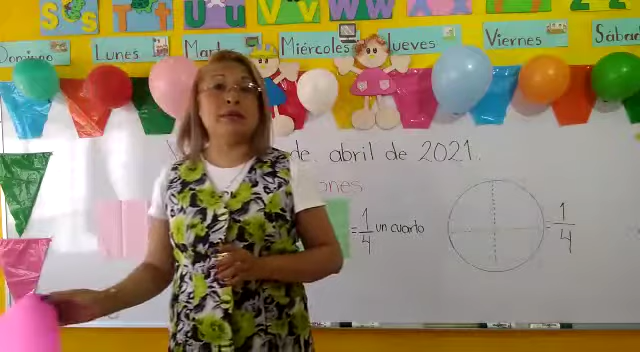 S s T t U u V v W w X x Z z
Domingo Lunes Martes Miércoles Jueves Viernes Sábado
de abril de 2021.
ones
= 1/4 un cuarto = 1/4